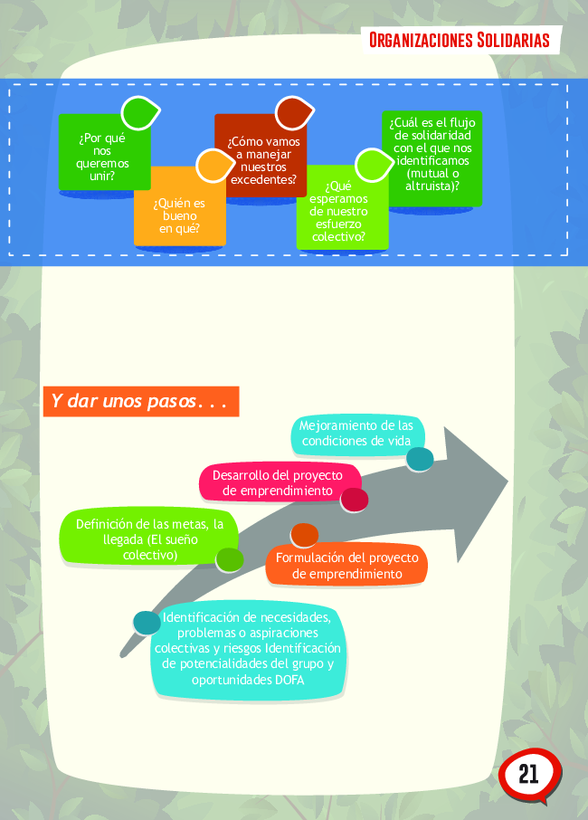 ORGANIZACIONES SOLIDARIAS
¿Por qué
nos
queremos
unir?
¿Quién es
bueno
en qué?
¿Cómo vamos
a manejar
nuestros
excedentes?
¿Qué
esperamos
de nuestro
esfuerzo
colectivo?
¿Cuál es el flujo
de solidaridad
con el que nos
identificamos
(mutual o
altruista)?
Y dar unos pasos...
Mejoramiento de las
condiciones de vida
Desarrollo del proyecto
de emprendimiento
Definición de las metas, la
llegada (El sueño
colectivo)
Formulación del proyecto
de emprendimiento
Identificación de necesidades,
problemas o aspiraciones
colectivas y riesgos Identificación
de potencialidades del grupo y
oportunidades DOFA
21